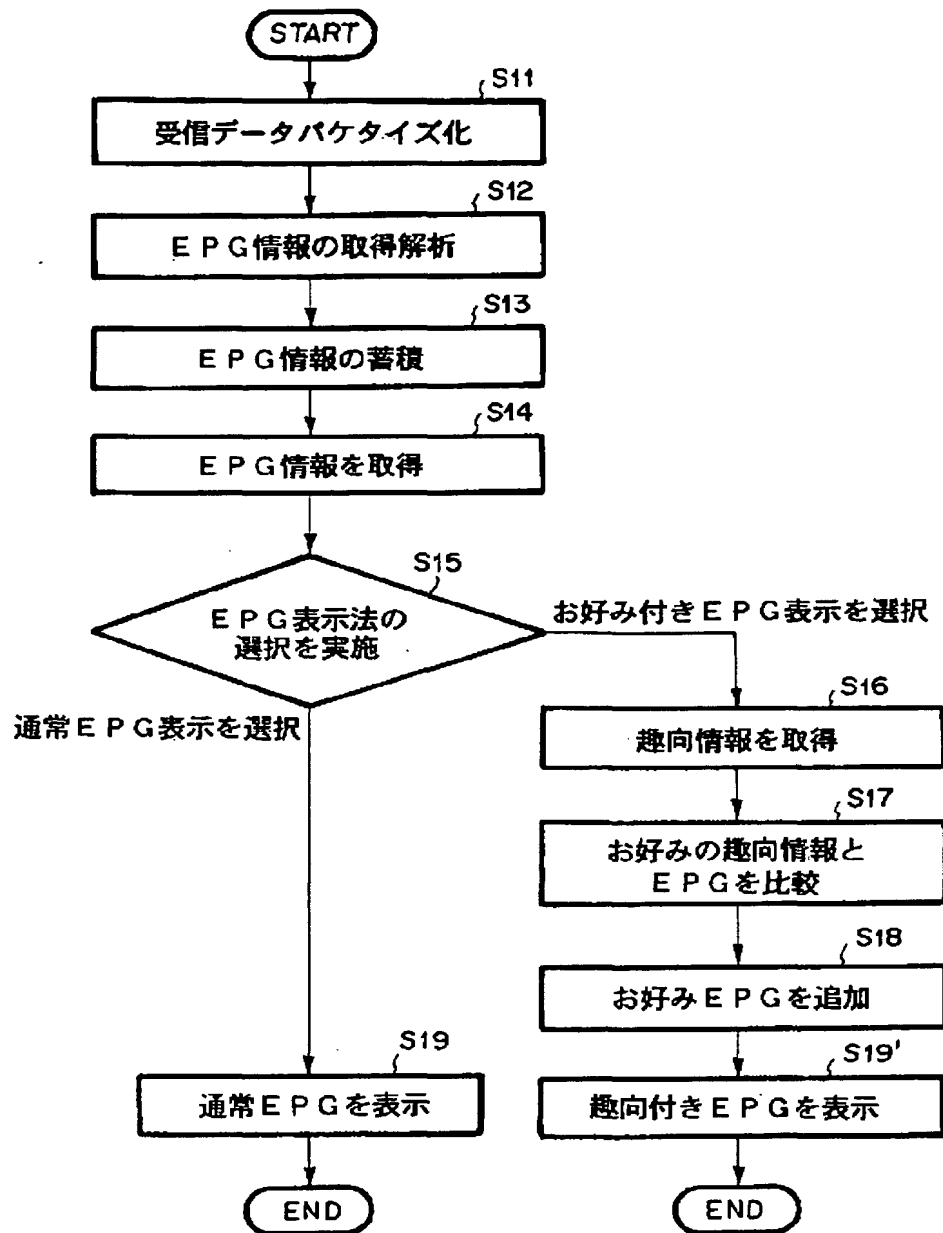 START
S11
受信データパケタイズ化
S12
EPG情報の取得解析
S13
EPG情報の蓄積
S14
EPG情報を取得
S15
EPG表示法の
選択を実施
お好み付きEPG表示を選択
通常EPG表示を選択
S16
趣向情報を取得
S17
お好みの趣向情報と
EPGを比較
S18
お好みEPGを追加
S19
通常EPGを表示
S19'
趣向付きEPGを表示
END
END